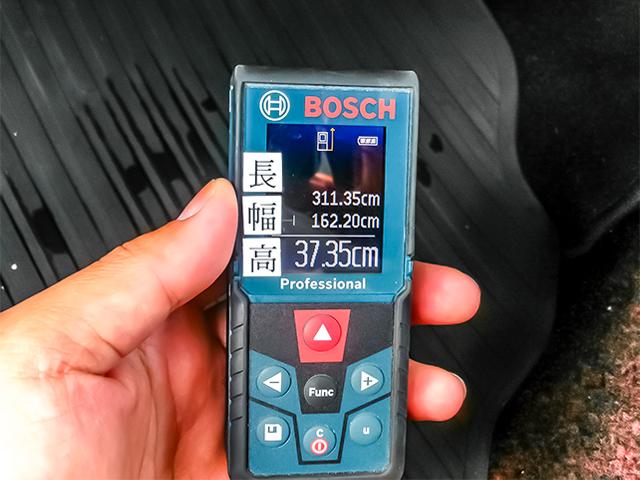 BOSCH
長 311.35cm
幅 162.20cm
高 37.35cm
Professional
− Func +
C u